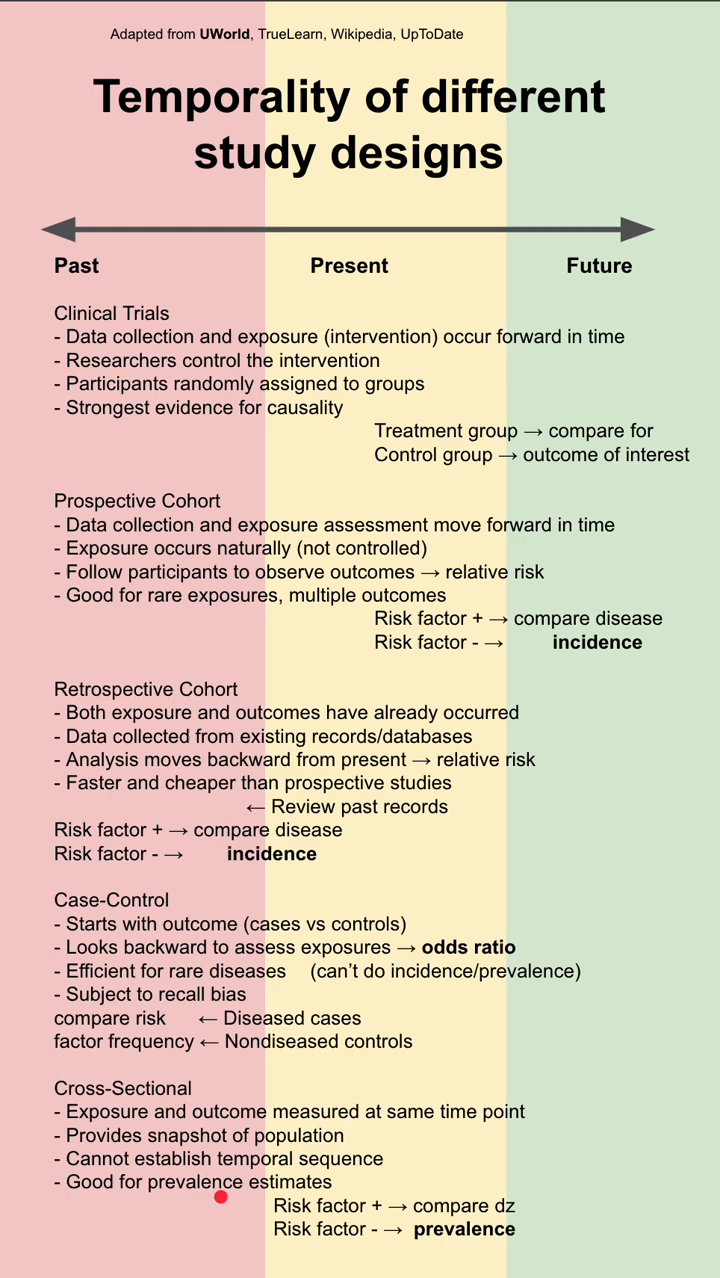 Adapted from UWorld, TrueLearn, Wikipedia, UpToDate
Temporality of different
study designs
Past Present Future
Clinical Trials
- Data collection and exposure (intervention) occur forward in time
- Researchers control the intervention
- Participants randomly assigned to groups
- Strongest evidence for causality
Treatment group → compare for
Control group → outcome of interest
Prospective Cohort
- Data collection and exposure assessment move forward in time
- Exposure occurs naturally (not controlled)
- Follow participants to observe outcomes → relative risk
- Good for rare exposures, multiple outcomes
Risk factor + → compare disease
Risk factor - → incidence
Retrospective Cohort
- Both exposure and outcomes have already occurred
- Data collected from existing records/databases
- Analysis moves backward from present → relative risk
- Faster and cheaper than prospective studies
← Review past records
Risk factor + → compare disease
Risk factor - → incidence
Case-Control
- Starts with outcome (cases vs controls)
- Looks backward to assess exposures → odds ratio
- Efficient for rare diseases (can't do incidence/prevalence)
- Subject to recall bias
compare risk ← Diseased cases
factor frequency ← Nondiseased controls
Cross-Sectional
- Exposure and outcome measured at same time point
- Provides snapshot of population
- Cannot establish temporal sequence
- Good for prevalence estimates
Risk factor + → compare dz
Risk factor - → prevalence